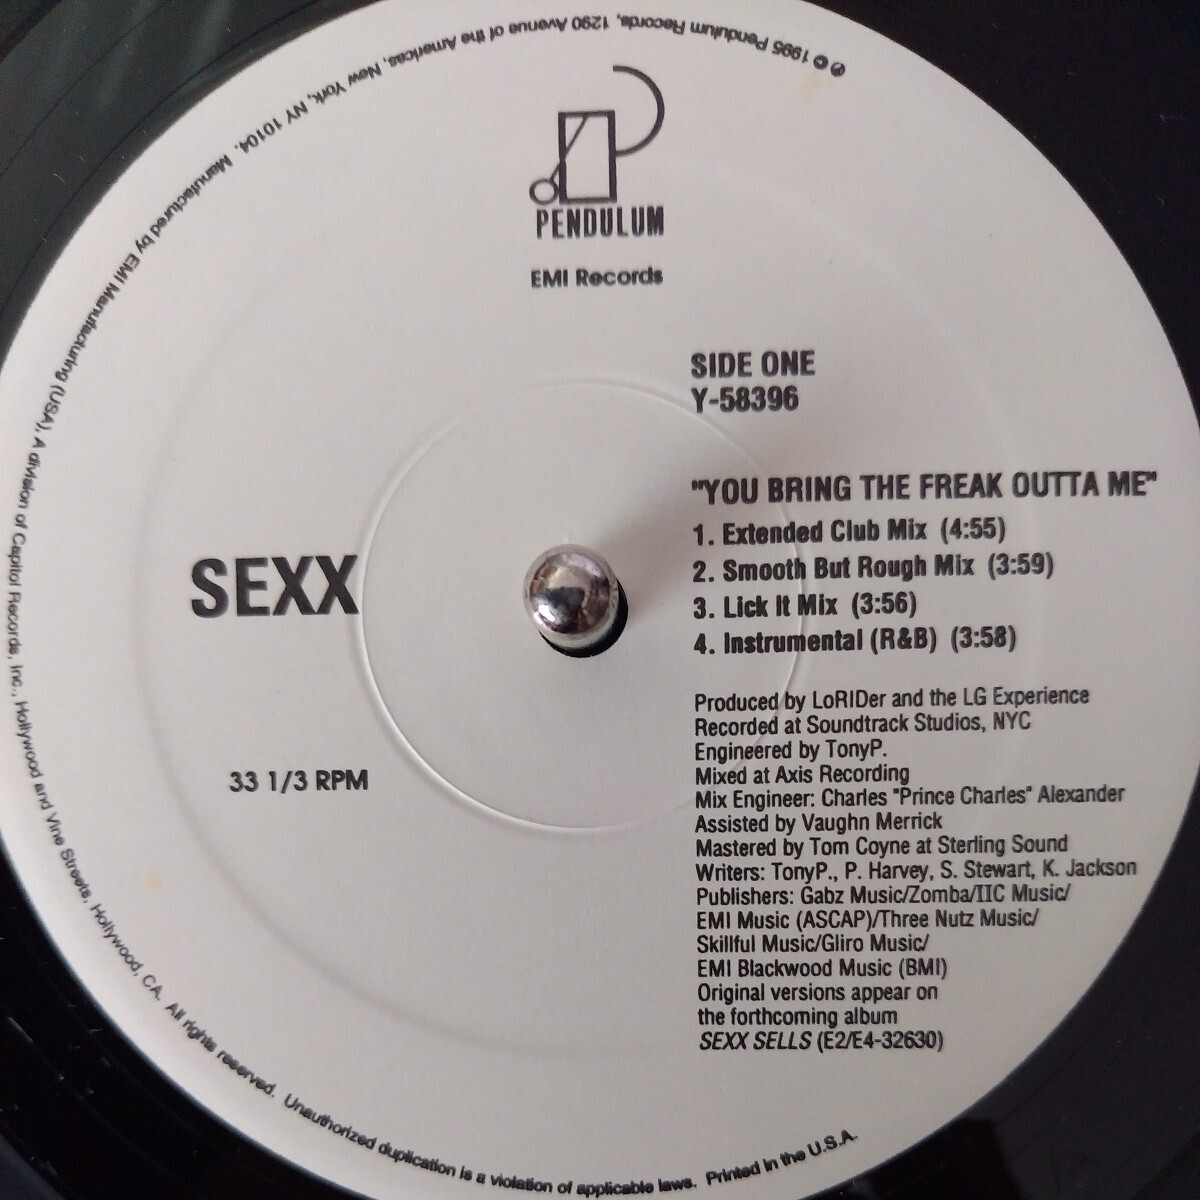 PENDULUM
EMI Records
SIDE ONE
Y-58396
"YOU BRING THE FREAK OUTTA ME"
1. Extended Club Mix (4:55)
2. Smooth But Rough Mix (3:59)
3. Lick It Mix (3:56)
4. Instrumental (R&B) (3:58)
SEXX
33 1/3 RPM
Produced by LoRIDer and the LG Experience
Recorded at Soundtrack Studios, NYC
Engineered by TonyP.
Mixed at Axis Recording
Mix Engineer: Charles "Prince Charles" Alexander
Assisted by Vaughn Merrick
Mastered by Tom Coyne at Sterling Sound
Writers: TonyP., P. Harvey, S. Stewart, K. Jackson
Publishers: Gabz Music/Zomba/IIC Music/
EMI Music (ASCAP)/Three Nutz Music/
Skillful Music/Gliro Music/
EMI Blackwood Music (BMI)
Original versions appear on
the forthcoming album
SEXX SELLS (E2/E4-32630)
℗ © 1995 Pendulum Records, 1290 Avenue of the Americas, New York, NY 10104. Manufactured by EMI Manufacturing (USA), A division of Capitol Records, Inc., Hollywood and Vine Streets, Hollywood, CA. All rights reserved. Unauthorized duplication is a violation of applicable laws. Printed in the U.S.A.